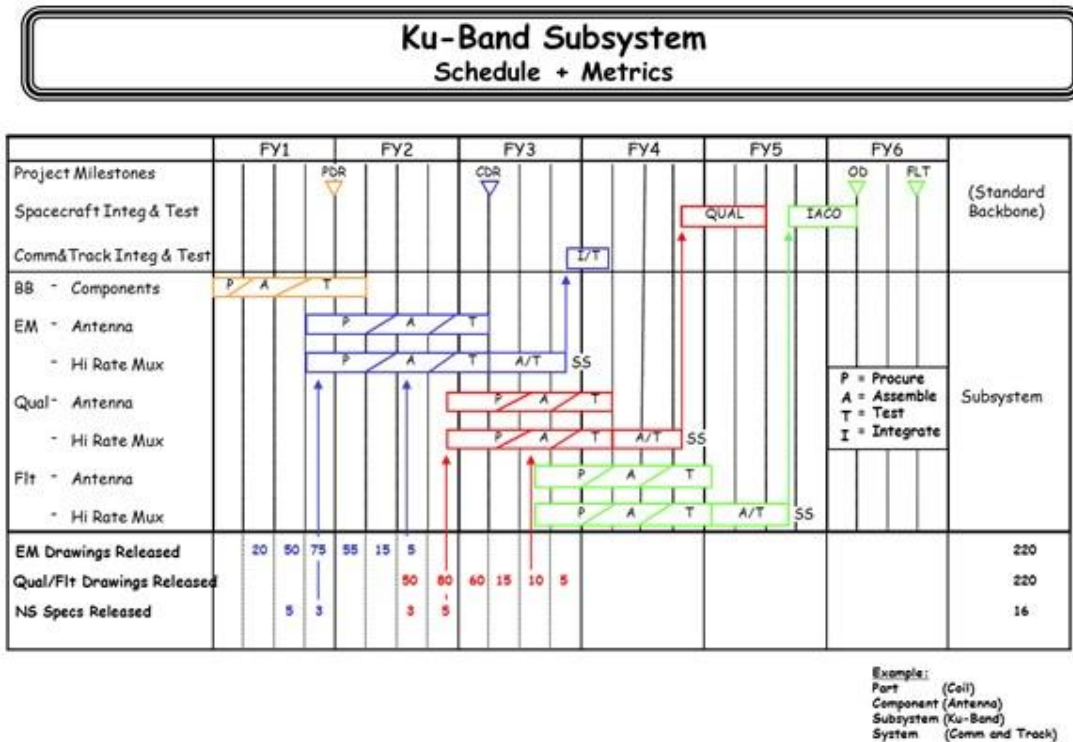 Ku-Band Subsystem
Schedule + Metrics
FY1 FY2 FY3 FY4 FY5 FY6
Project Milestones PDR CDR OD FLT
(Standard Backbone)
Spacecraft Integ & Test QUAL IACO
Comm&Track Integ & Test I/T
BB - Components P A T
EM - Antenna P A T
- Hi Rate Mux P A T A/T SS
Qual - Antenna P A T
- Hi Rate Mux P A T A/T SS
Flt - Antenna P A T
- Hi Rate Mux P A T A/T SS
P = Procure
A = Assemble
T = Test
I = Integrate
Subsystem
EM Drawings Released 20 50 75 55 15 5 220
Qual/Flt Drawings Released 50 80 60 15 10 5 220
NS Specs Released 5 3 3 5 16
Example:
Part (Coil)
Component (Antenna)
Subsystem (Ku-Band)
System (Comm and Track)